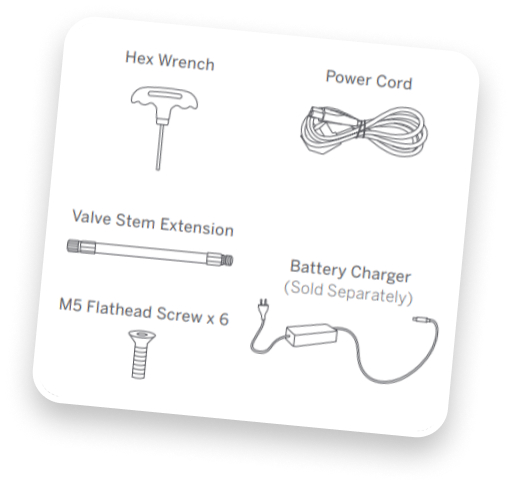 Hex Wrench
Power Cord
Valve Stem Extension
Battery Charger
(Sold Separately)
M5 Flathead Screw x 6